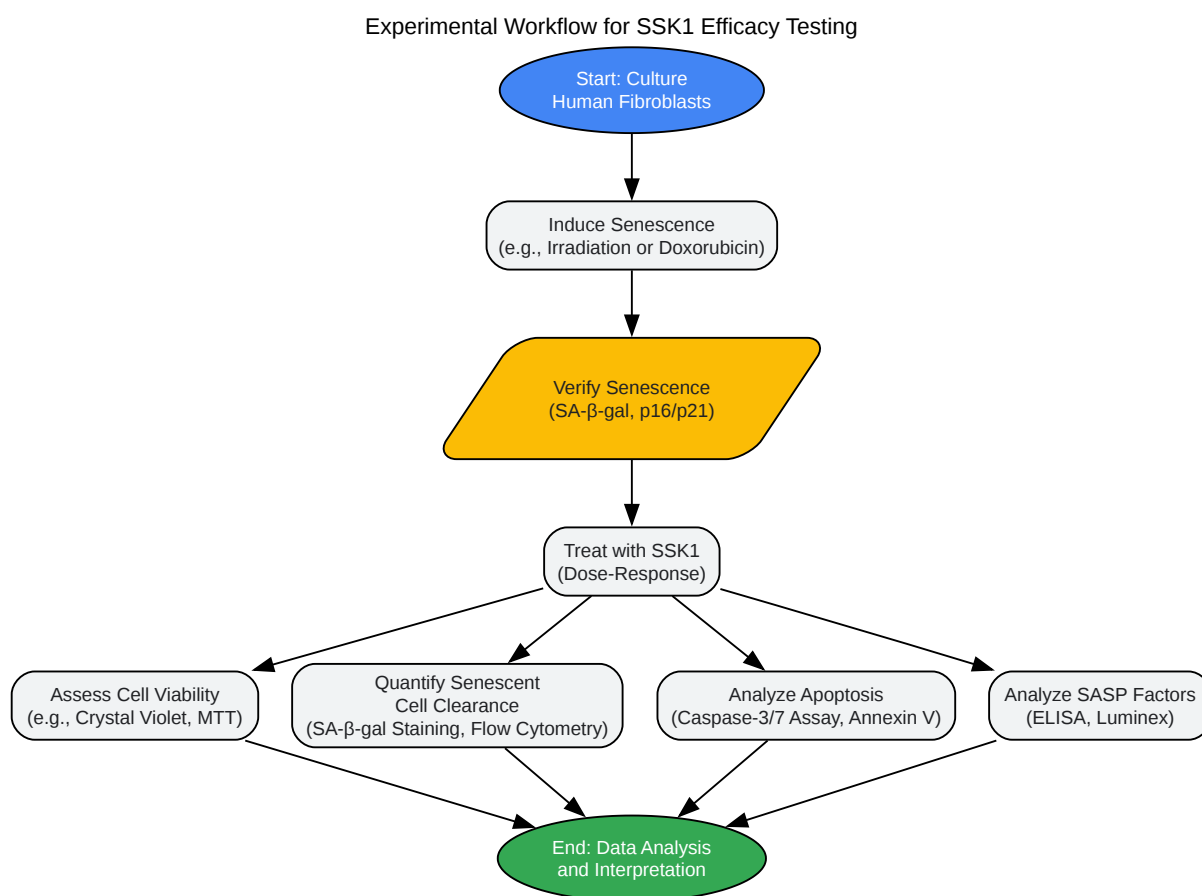 Experimental Workflow for SSK1 Efficacy Testing
Start: Culture
Human Fibroblasts
Induce Senescence
(e.g., Irradiation or Doxorubicin)
Verify Senescence
(SA-β-gal, p16/p21)
Treat with SSK1
(Dose-Response)
Assess Cell Viability
(e.g., Crystal Violet, MTT)
Quantify Senescent
Cell Clearance
(SA-β-gal Staining, Flow Cytometry)
Analyze Apoptosis
(Caspase-3/7 Assay, Annexin V)
Analyze SASP Factors
(ELISA, Luminex)
End: Data Analysis
and Interpretation